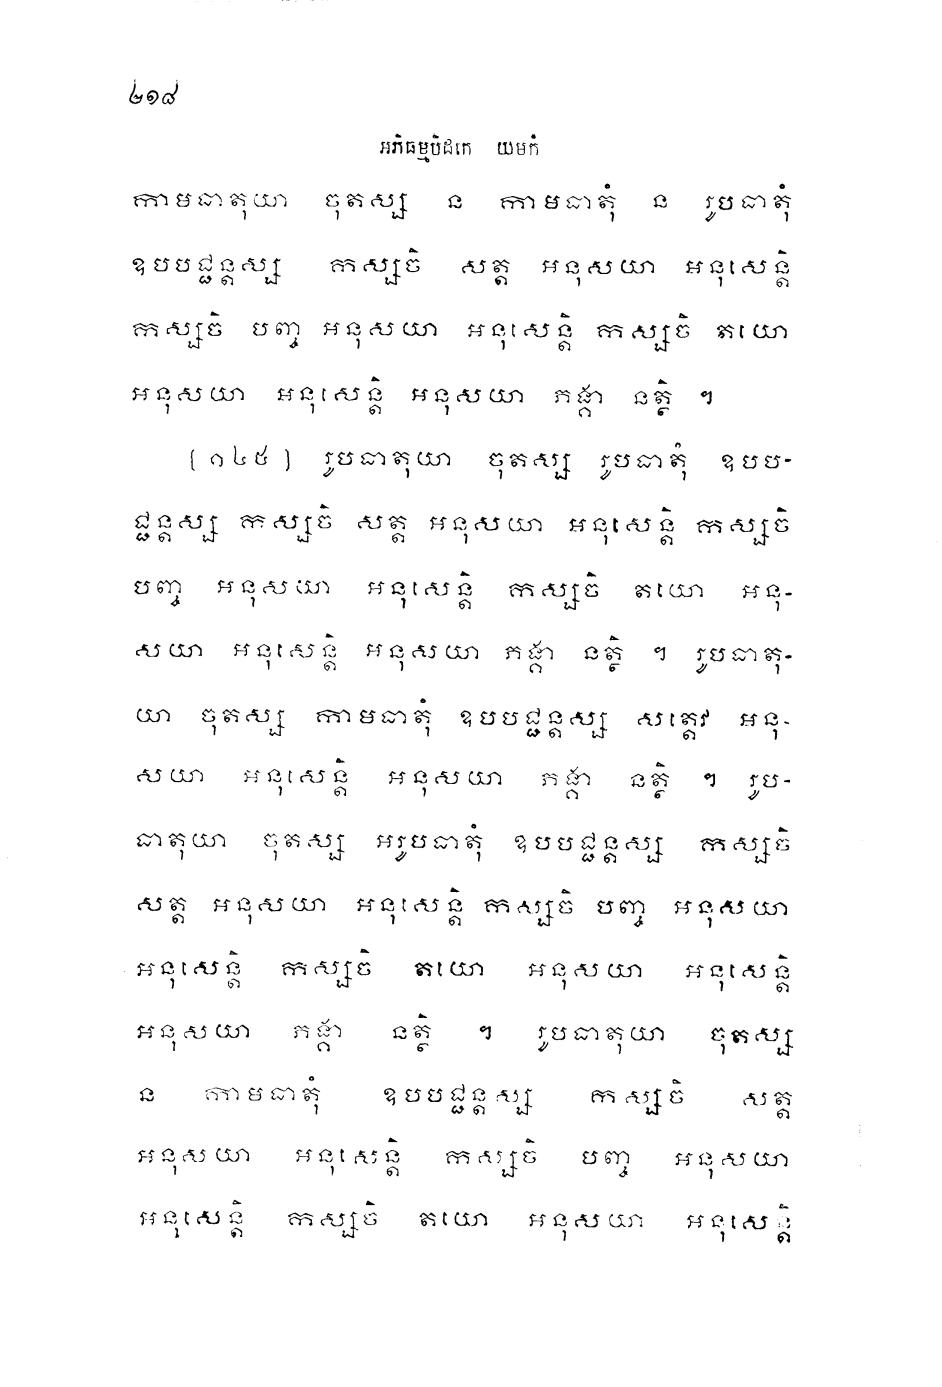 ២១៨
អភិធម្មបិដកេ យមកំ
កាមធាតុយា ចុតស្ស ន កាមធាតុំ ន រូបធាតុំ
ឧបបជ្ជន្តស្ស កស្សចិ សត្ត អនុសយា អនុសេន្តិ
កស្សចិ បញ្ច អនុសយា អនុសេន្តិ កស្សចិ តយោ
អនុសយា អនុសេន្តិ អនុសយា ភង្គា នត្ថិ ។
(១៤៥) រូបធាតុយា ចុតស្ស រូបធាតុំ ឧបប-
ជ្ជន្តស្ស កស្សចិ សត្ត អនុសយា អនុសេន្តិ កស្សចិ
បញ្ច អនុសយា អនុសេន្តិ កស្សចិ តយោ អនុ-
សយា អនុសេន្តិ អនុសយា ភង្គា នត្ថិ ។ រូបធាតុ-
យា ចុតស្ស កាមធាតុំ ឧបបជ្ជន្តស្ស សត្តេវ អនុ-
សយា អនុសេន្តិ អនុសយា ភង្គា នត្ថិ ។ រូប-
ធាតុយា ចុតស្ស អរូបធាតុំ ឧបបជ្ជន្តស្ស កស្សចិ
សត្ត អនុសយា អនុសេន្តិ កស្សចិ បញ្ច អនុសយា
អនុសេន្តិ កស្សចិ តយោ អនុសយា អនុសេន្តិ
អនុសយា ភង្គា នត្ថិ ។ រូបធាតុយា ចុតស្ស
ន កាមធាតុំ ឧបបជ្ជន្តស្ស កស្សចិ សត្ត
អនុសយា អនុសេន្តិ កស្សចិ បញ្ច អនុសយា
អនុសេន្តិ កស្សចិ តយោ អនុសយា អនុសេន្តិ